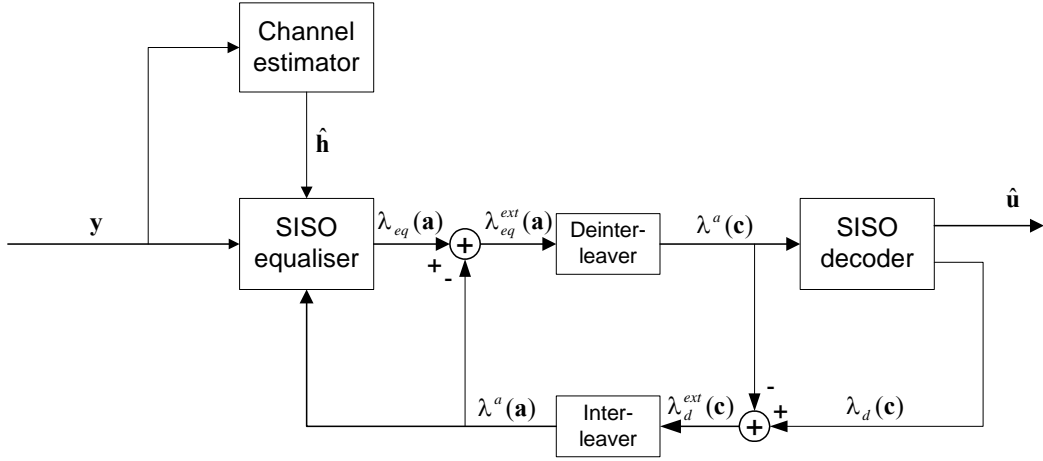 Channel
estimator
ĥ
y
SISO
equaliser
λ_eq(a)
+
-
+
λ_eq^ext(a)
Deinter-
leaver
λ^a(c)
SISO
decoder
û
λ^a(a)
Inter-
leaver
λ_d^ext(c)
-
+
+
λ_d(c)